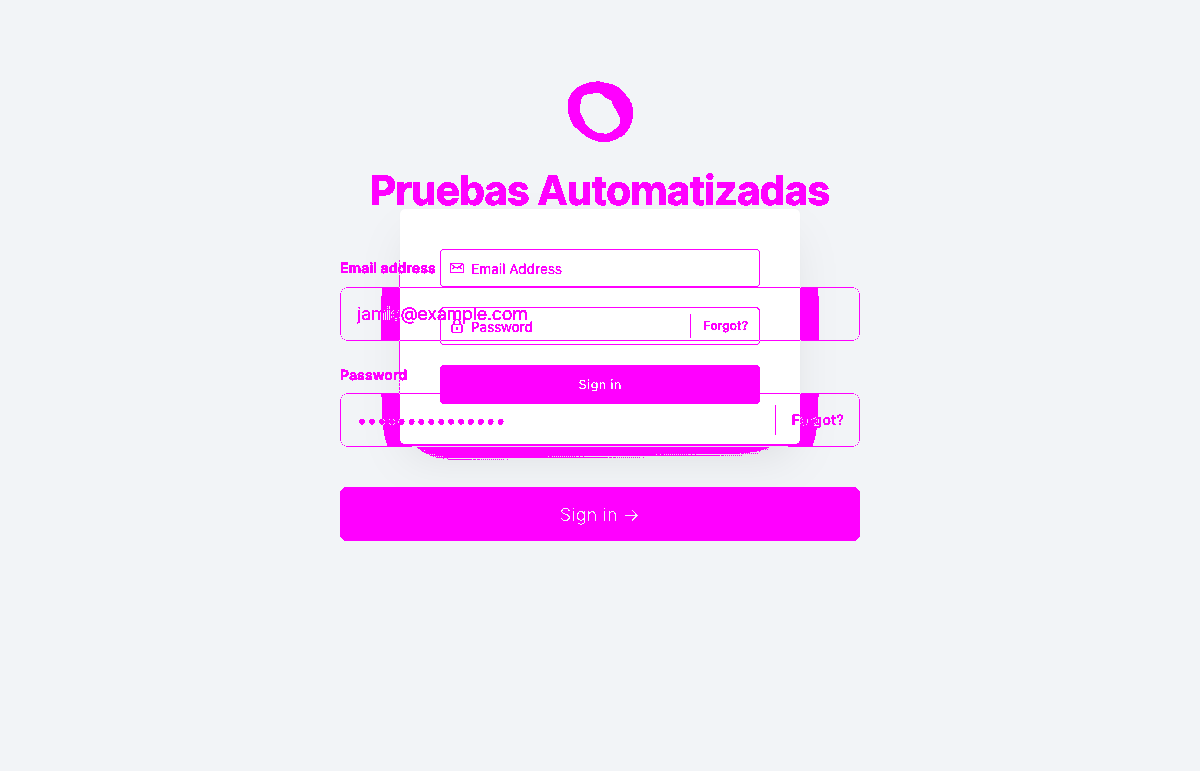 Pruebas Automatizadas
Email address
Email Address
jamie@example.com
Password
Forgot?
Password
Sign in
Forgot?
Sign in →